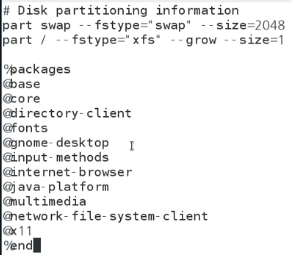 # Disk partitioning information
part swap --fstype="swap" --size=2048
part / --fstype="xfs" --grow --size=1
%packages
@base
@core
@directory-client
@fonts
@gnome-desktop
@input-methods
@internet-browser
@java-platform
@multimedia
@network-file-system-client
@x11
%end